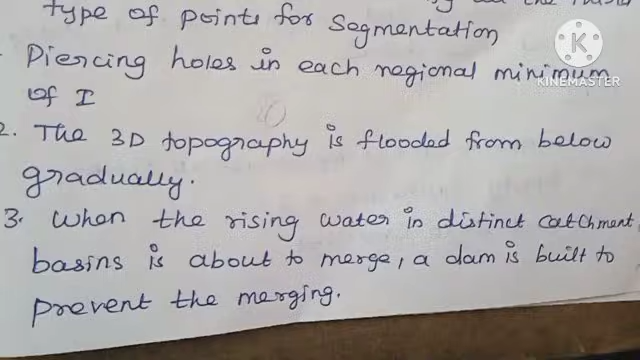 type of points for Segmentation
Piercing holes in each regional minimum
of I
2. The 3D topography is flooded from below
gradually.
3. When the rising water in distinct catchment
basins is about to merge, a dam is built to
prevent the merging.
KINEMASTER